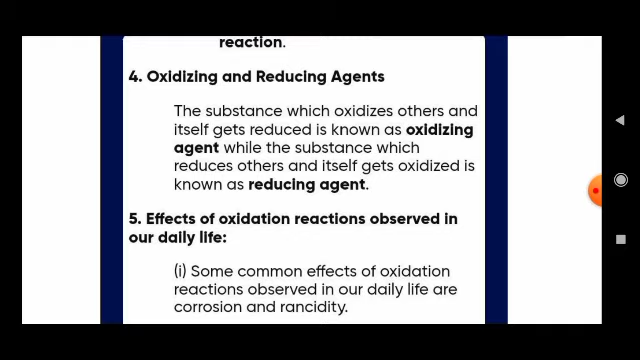 reaction.
4. Oxidizing and Reducing Agents
The substance which oxidizes others and
itself gets reduced is known as oxidizing
agent while the substance which
reduces others and itself gets oxidized is
known as reducing agent.
5. Effects of oxidation reactions observed in
our daily life:
(i) Some common effects of oxidation
reactions observed in our daily life are
corrosion and rancidity.